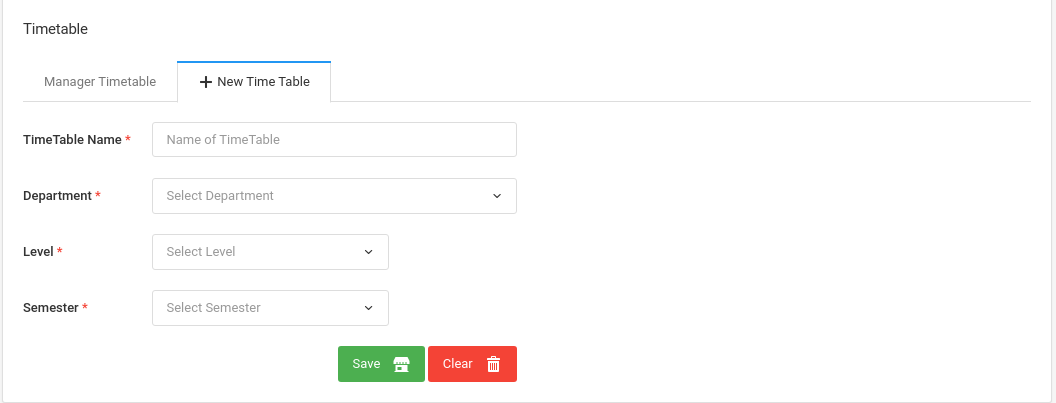 Timetable
Manager Timetable + New Time Table
TimeTable Name * Name of TimeTable
Department * Select Department
Level * Select Level
Semester * Select Semester
Save Clear